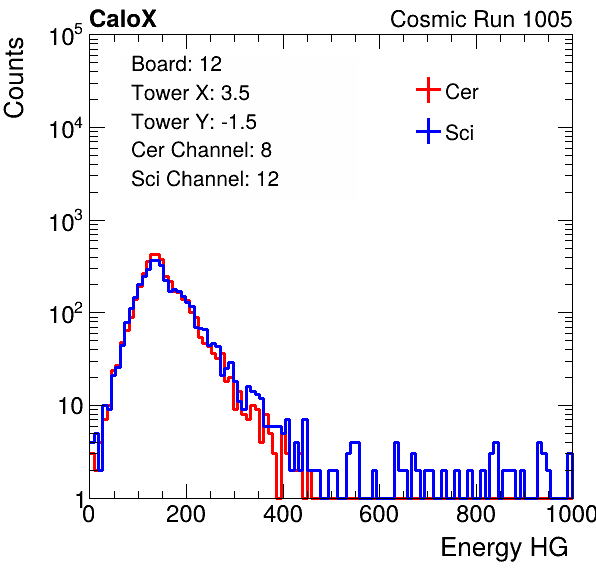 CaloX Cosmic Run 1005
Counts
Board: 12
Tower X: 3.5
Tower Y: -1.5
Cer Channel: 8
Sci Channel: 12
Cer
Sci
10^5
10^4
10^3
10^2
10
1
0 200 400 600 800 1000
Energy HG